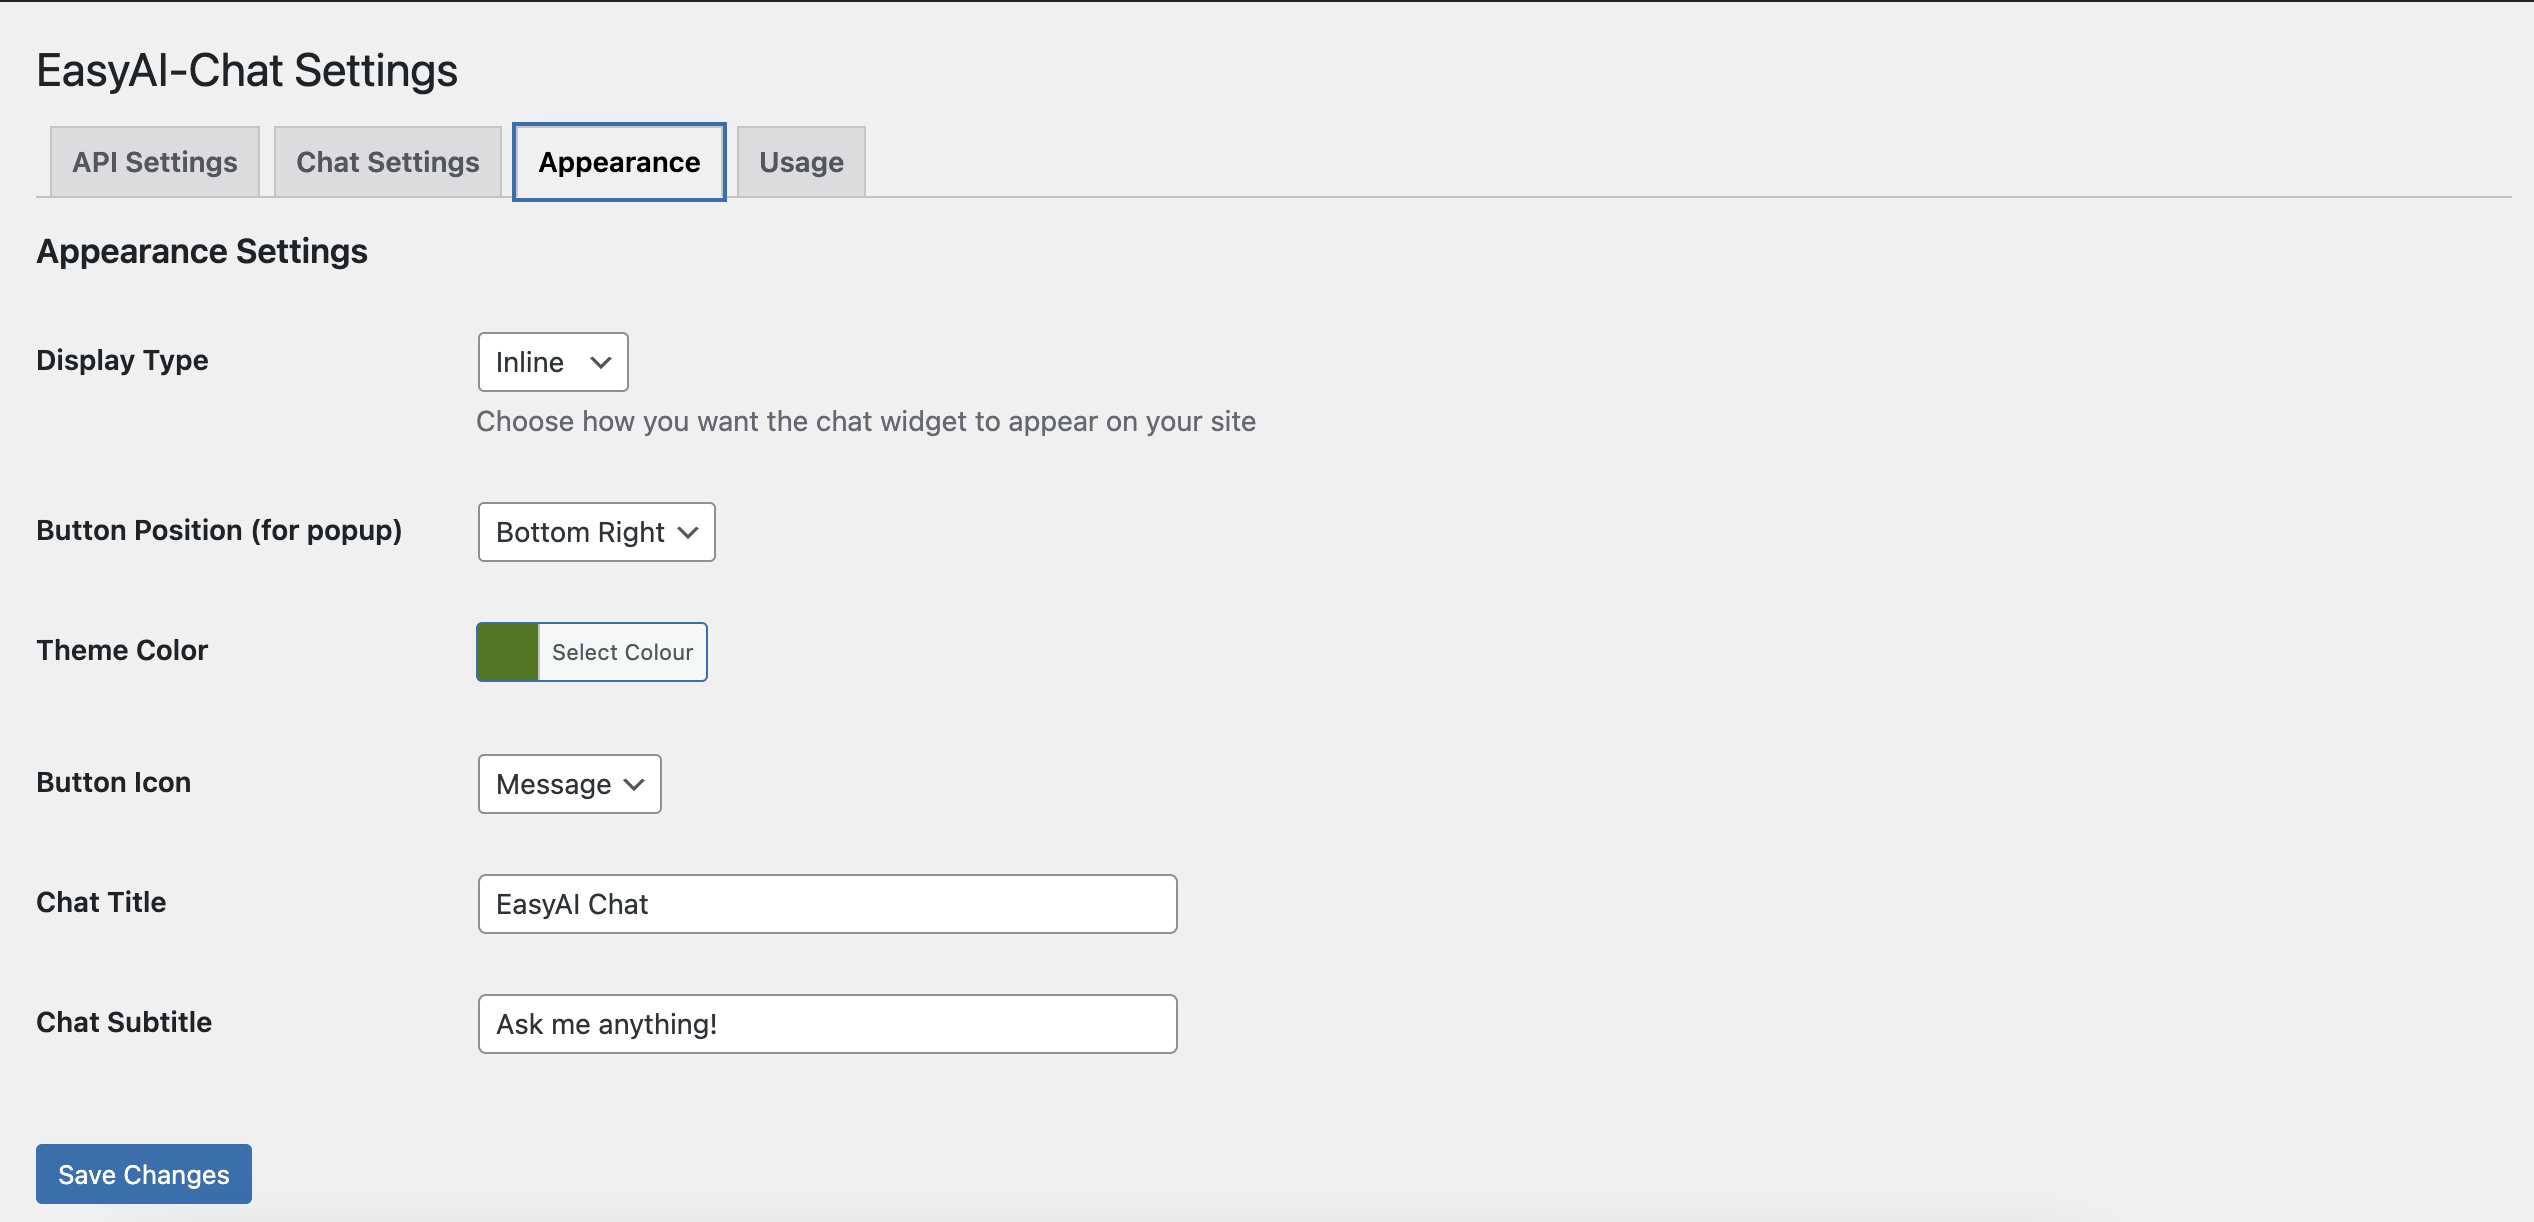 EasyAI-Chat Settings
API Settings
Chat Settings
Appearance
Usage
Appearance Settings
Display Type
Inline
Choose how you want the chat widget to appear on your site
Button Position (for popup)
Bottom Right
Theme Color
Select Colour
Button Icon
Message
Chat Title
EasyAI Chat
Chat Subtitle
Ask me anything!
Save Changes